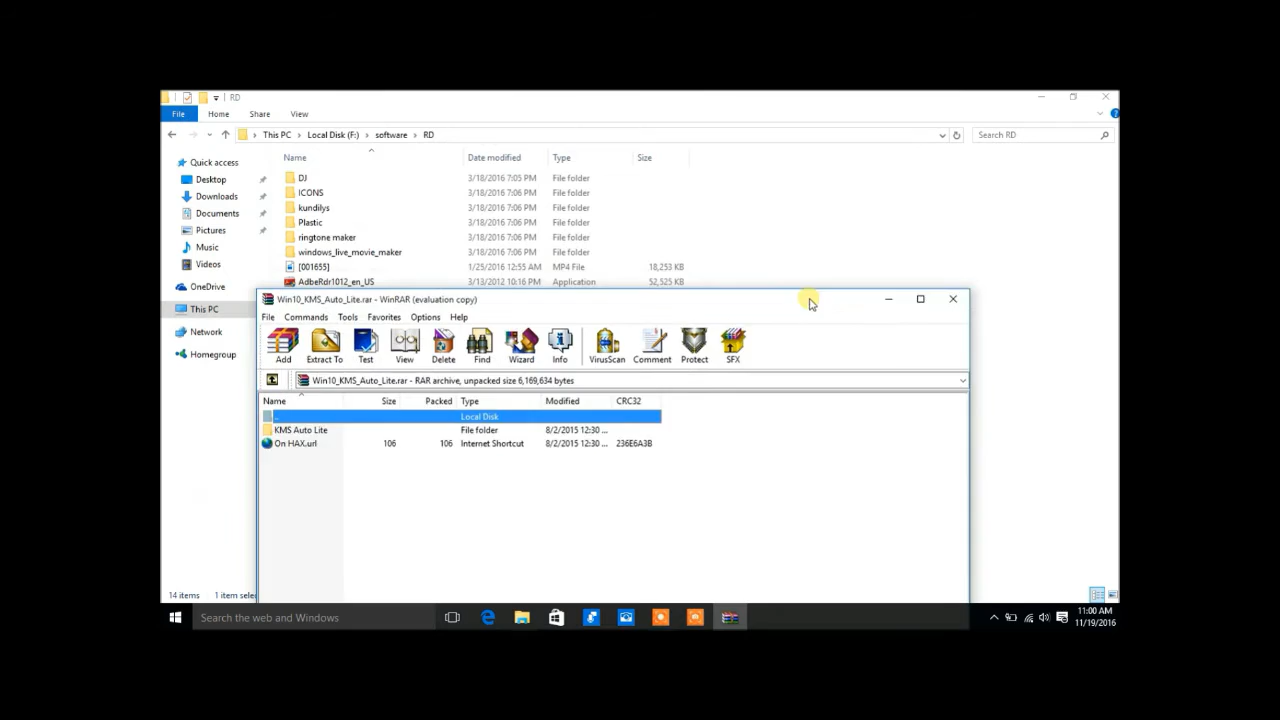 RD
File Home Share View
This PC Local Disk (F:) software RD
Search RD
Name Date modified Type Size
Quick access
Desktop
Downloads
Documents
Pictures
Music
Videos
OneDrive
This PC
Network
Homegroup
DJ 3/18/2016 7:05 PM File folder
ICONS 3/18/2016 7:06 PM File folder
kundilys 3/18/2016 7:06 PM File folder
Plastic 3/18/2016 7:06 PM File folder
ringtone maker 3/18/2016 7:06 PM File folder
windows_live_movie_maker 3/18/2016 7:06 PM File folder
[001655] 1/25/2016 12:55 AM MP4 File 18,253 KB
AdbeRdr1012_en_US 3/13/2012 10:16 PM Application 52,525 KB
Win10_KMS_Auto_Lite.rar - WinRAR (evaluation copy)
File Commands Tools Favorites Options Help
Add Extract To Test View Delete Find Wizard Info VirusScan Comment Protect SFX
Win10_KMS_Auto_Lite.rar - RAR archive, unpacked size 6,169,634 bytes
Name Size Packed Type Modified CRC32
.. Local Disk
KMS Auto Lite File folder 8/2/2015 12:30 ...
On HAX.url 106 106 Internet Shortcut 8/2/2015 12:30 ... 236E6A3B
14 items 1 item selec
Search the web and Windows
11:00 AM
11/19/2016